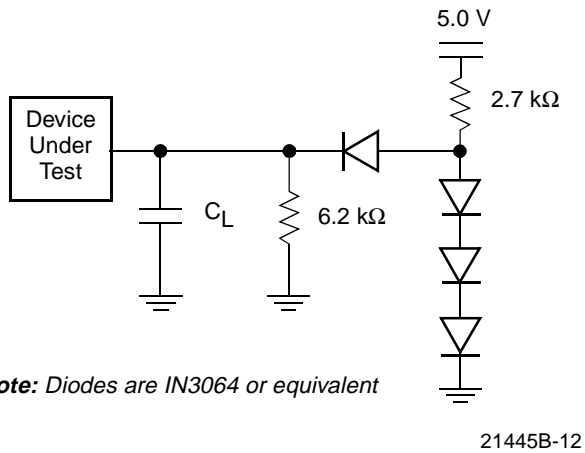 5.0 V
2.7 kΩ
Device
Under
Test
CL
6.2 kΩ
ote: Diodes are IN3064 or equivalent
21445B-12